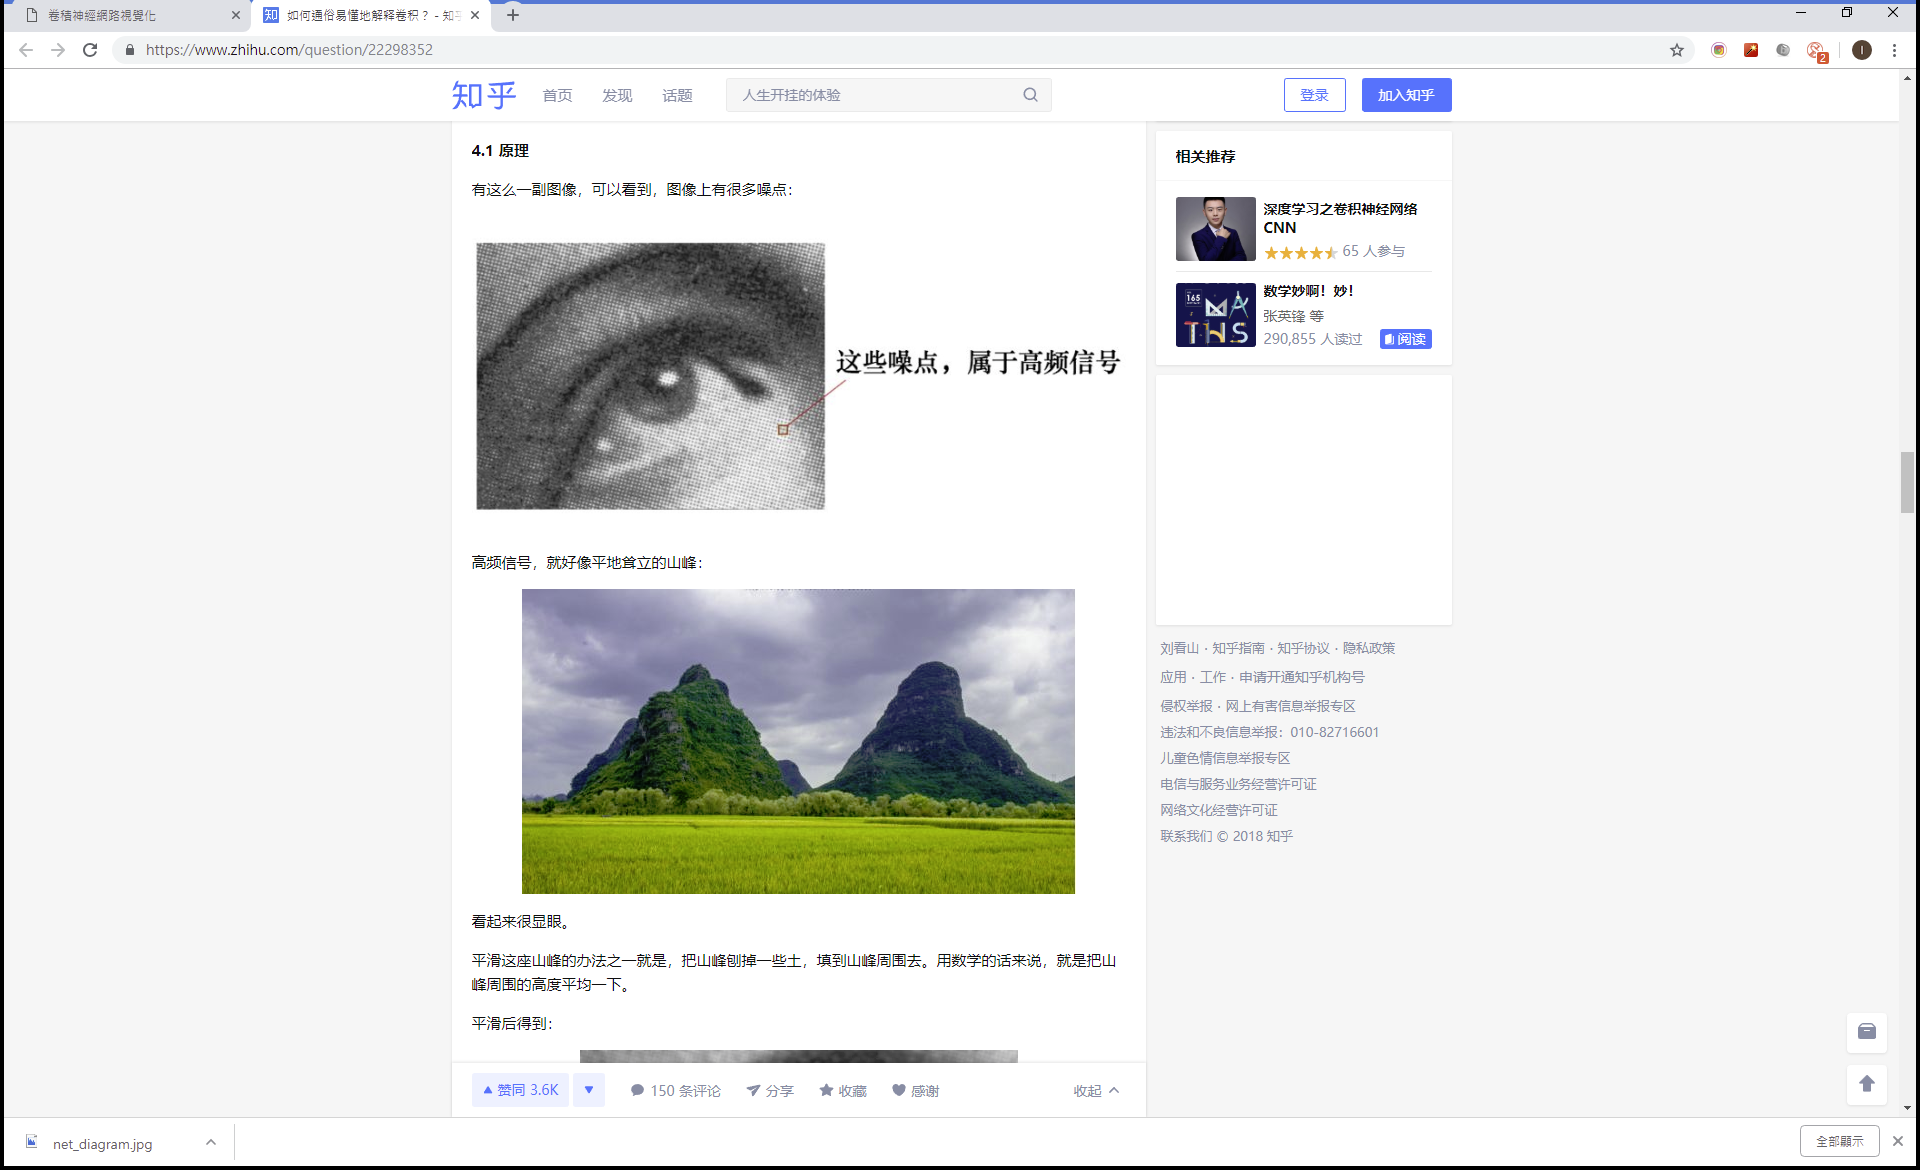 卷積神經網路視覺化
如何通俗易懂地解释卷积？ - 知乎
https://www.zhihu.com/question/22298352
2
I
知乎
首页
发现
话题
人生开挂的体验
登录
加入知乎
4.1 原理
有这么一副图像，可以看到，图像上有很多噪点：
这些噪点，属于高频信号
高频信号，就好像平地耸立的山峰：
看起来很显眼。
平滑这座山峰的办法之一就是，把山峰刨掉一些土，填到山峰周围去。用数学的话来说，就是把山
峰周围的高度平均一下。
平滑后得到：
赞同 3.6K
150 条评论
分享
收藏
感谢
收起
相关推荐
深度学习之卷积神经网络
CNN
65 人参与
165
MATHS
数学妙啊！妙！
张英锋 等
290,855 人读过
阅读
刘看山 · 知乎指南 · 知乎协议 · 隐私政策
应用 · 工作 · 申请开通知乎机构号
侵权举报 · 网上有害信息举报专区
违法和不良信息举报：010-82716601
儿童色情信息举报专区
电信与服务业务经营许可证
网络文化经营许可证
联系我们 © 2018 知乎
net_diagram.jpg
全部顯示